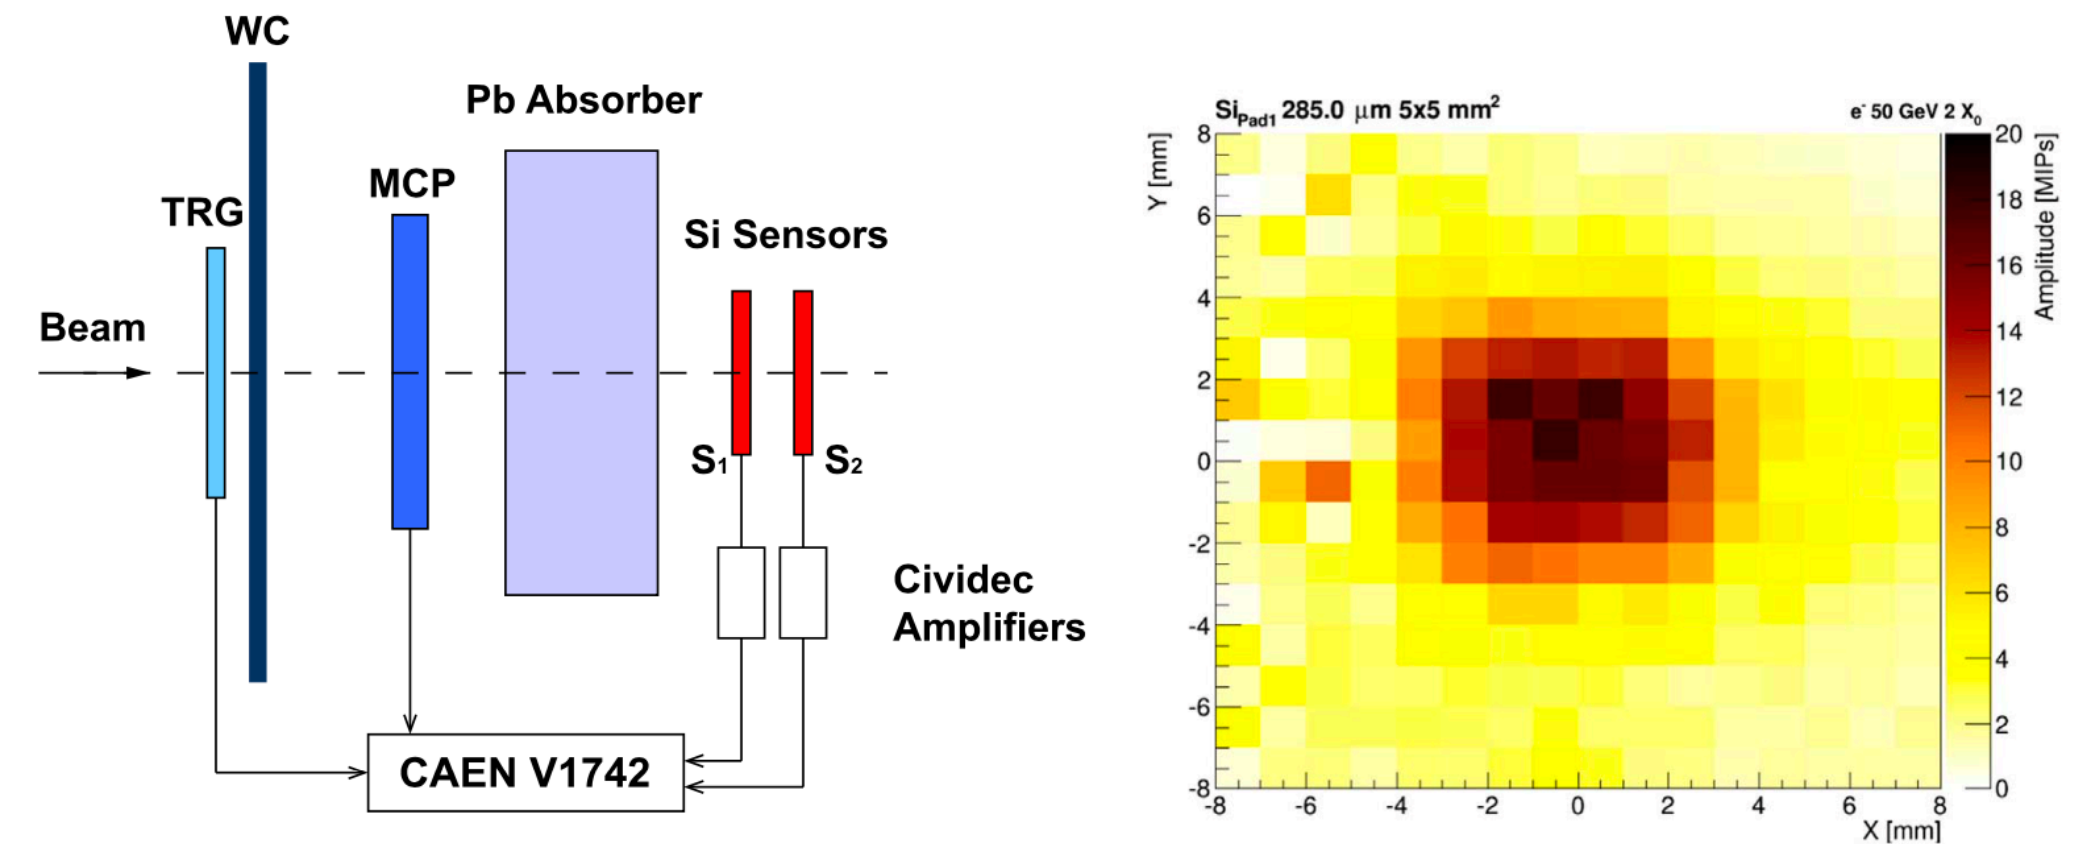 WC
Pb Absorber
MCP
TRG
Si Sensors
Beam
S1
S2
Cividec
Amplifiers
CAEN V1742
SiPad1 285.0 μm 5x5 mm²
e⁻ 50 GeV 2 X₀
Y [mm]
8
6
4
2
0
-2
-4
-6
-8
-8
-6
-4
-2
0
2
4
6
8
X [mm]
20
18
16
14
12
10
8
6
4
2
0
Amplitude [MIPs]